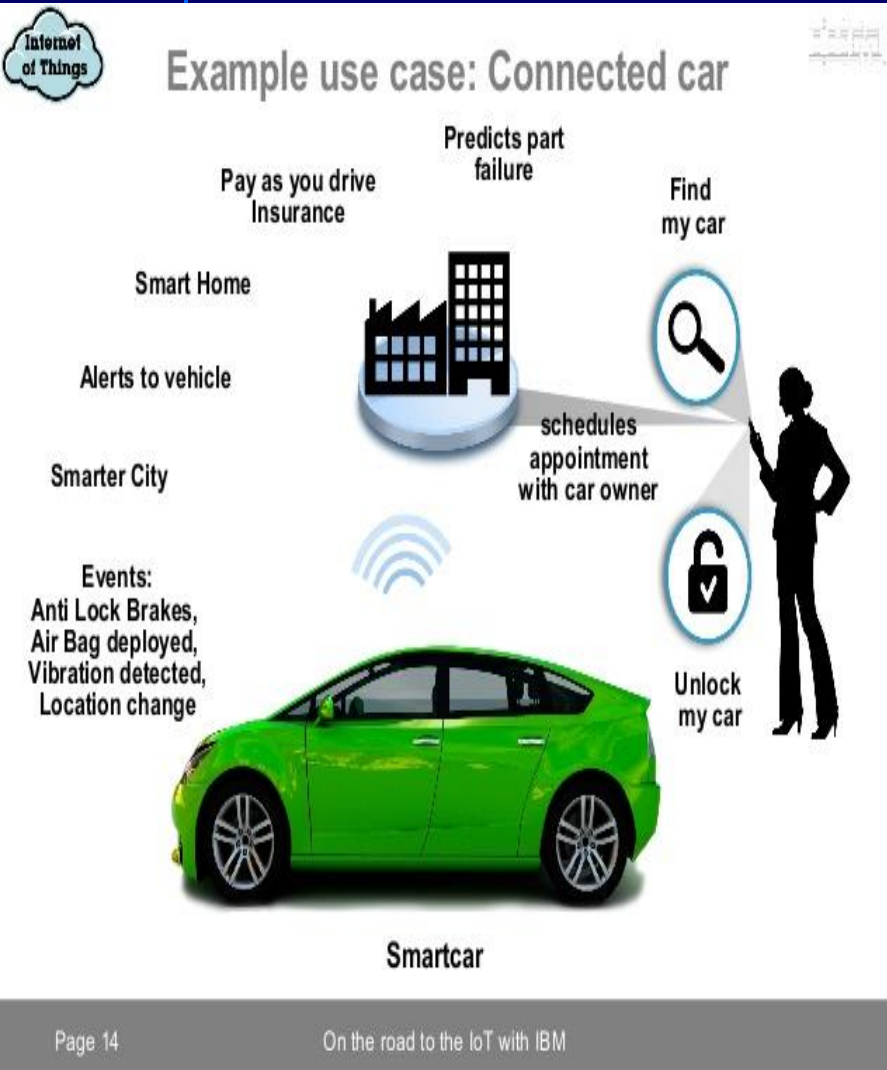 Internet
of Things
Example use case: Connected car
Predicts part
failure
Pay as you drive
Insurance
Find
my car
Smart Home
Alerts to vehicle
schedules
appointment
with car owner
Smarter City
Events:
Anti Lock Brakes,
Air Bag deployed,
Vibration detected,
Location change
Unlock
my car
Smartcar
Page 14
On the road to the IoT with IBM